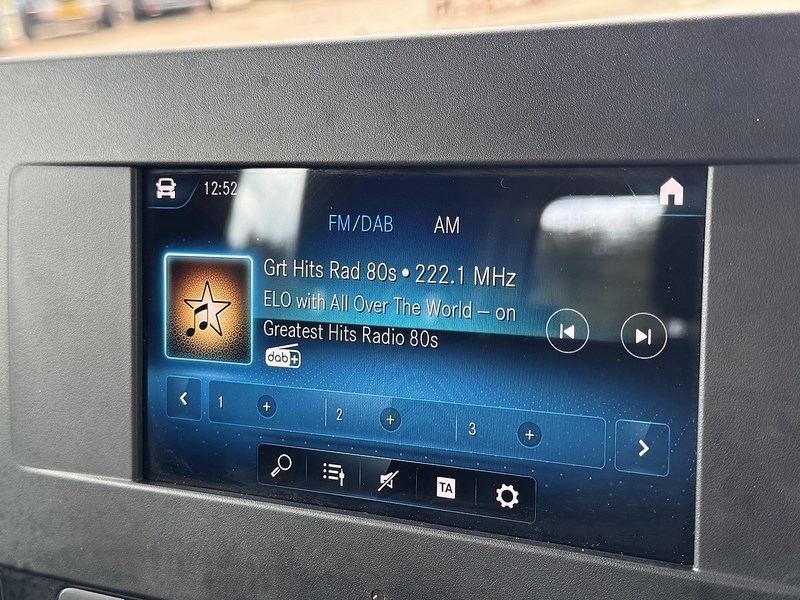 12:52
FM/DAB AM
Grt Hits Rad 80s • 222.1 MHz
ELO with All Over The World – on
Greatest Hits Radio 80s
dab+
1 + 2 + 3 +
TA